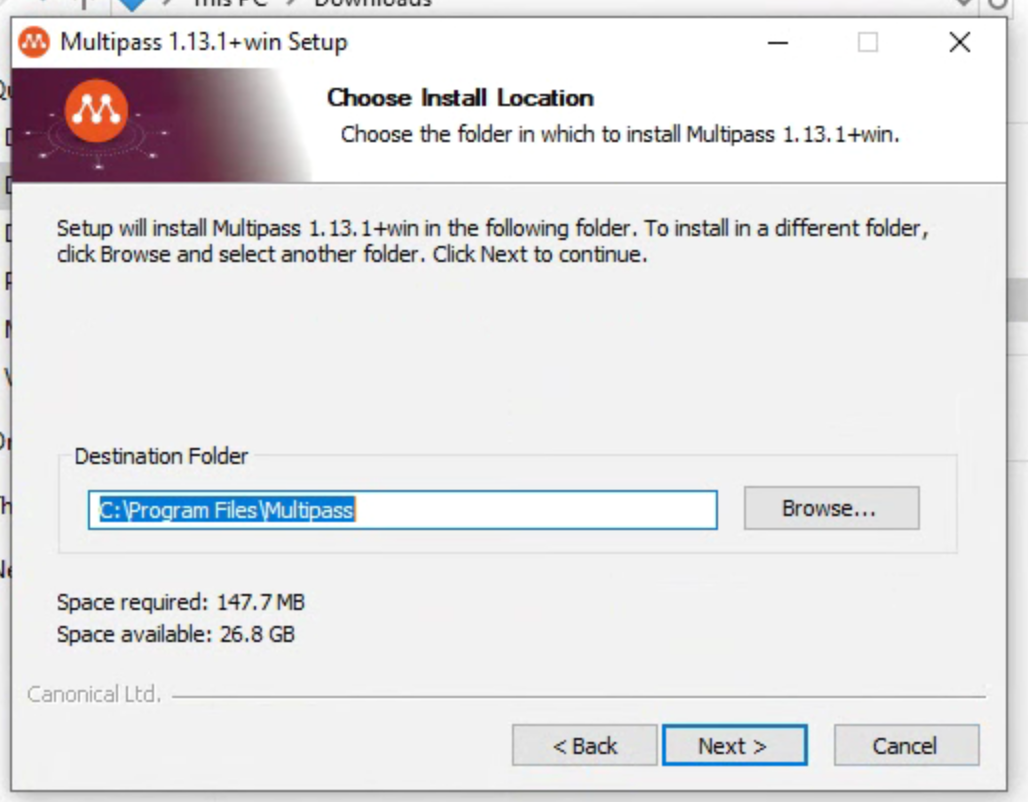 This PC > Downloads
Multipass 1.13.1+win Setup
Choose Install Location
Choose the folder in which to install Multipass 1.13.1+win.
Setup will install Multipass 1.13.1+win in the following folder. To install in a different folder,
click Browse and select another folder. Click Next to continue.
Destination Folder
C:\Program Files\Multipass
Browse...
Space required: 147.7 MB
Space available: 26.8 GB
Canonical Ltd.
< Back
Next >
Cancel